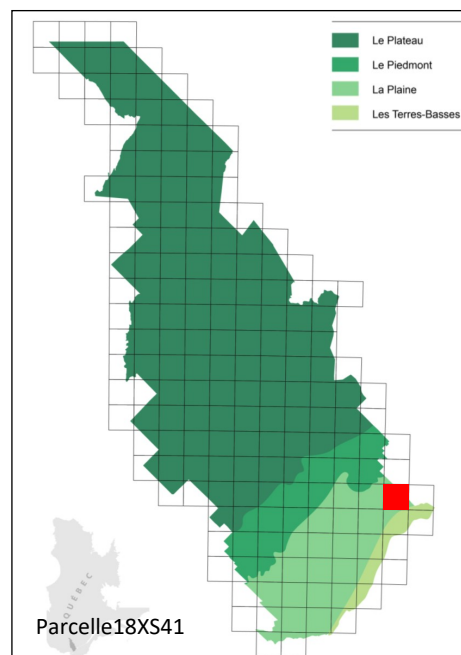 Le Plateau
Le Piedmont
La Plaine
Les Terres-Basses
QUÉBEC
Parcelle18XS41